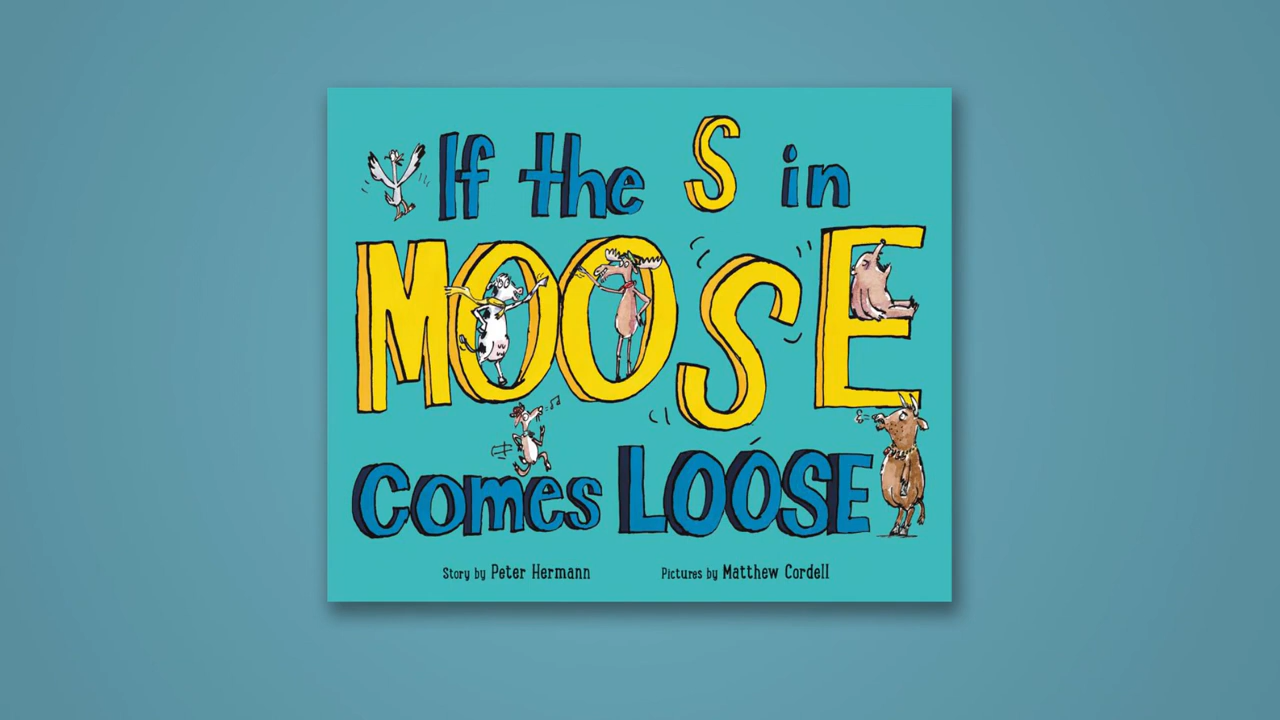 If the S in
MOOSE
comes LOOSE
Story by Peter Hermann
Pictures by Matthew Cordell